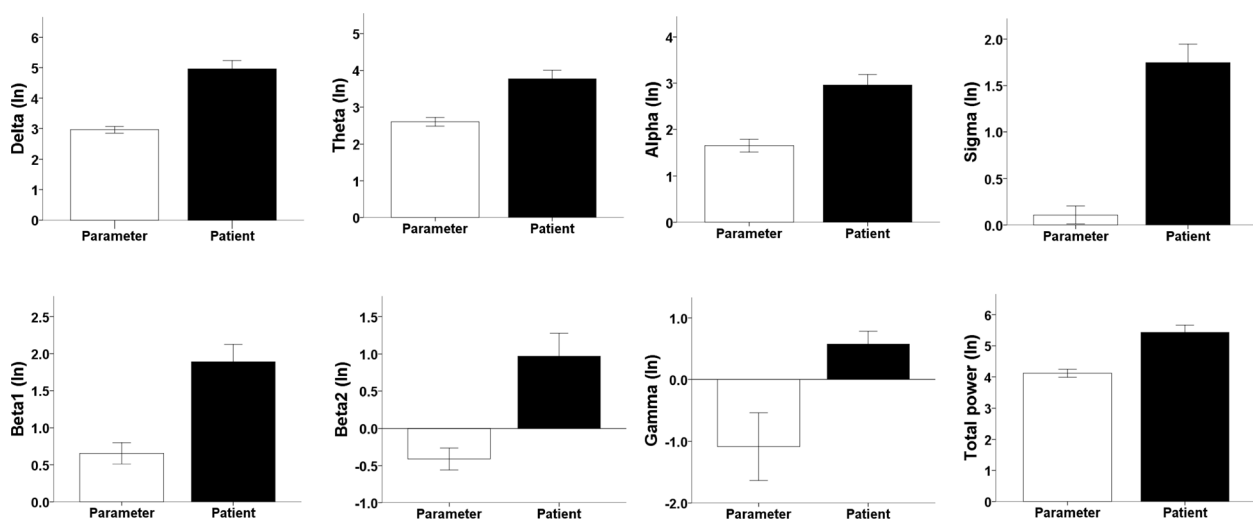 Delta (ln)
6
5
4
3
2
1
0
Parameter Patient
Theta (ln)
5
4
3
2
1
0
Parameter Patient
Alpha (ln)
4
3
2
1
0
Parameter Patient
Sigma (ln)
2.0
1.5
1.0
0.5
0.0
Parameter Patient
Beta1 (ln)
2.5
2.0
1.5
1.0
0.5
0.0
Parameter Patient
Beta2 (ln)
1.5
1.0
0.5
0.0
-0.5
-1.0
Parameter Patient
Gamma (ln)
1.0
0.0
-1.0
-2.0
Parameter Patient
Total power (ln)
6
5
4
3
2
1
0
Parameter Patient